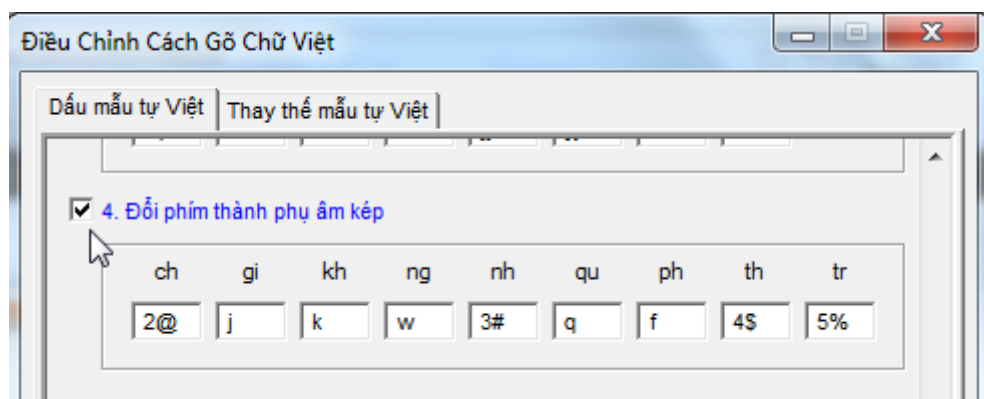 Điều Chỉnh Cách Gõ Chữ Việt
Dấu mẫu tự Việt Thay thế mẫu tự Việt
4. Đổi phím thành phụ âm kép
ch gi kh ng nh qu ph th tr
2@ j k w 3# q f 4$ 5%